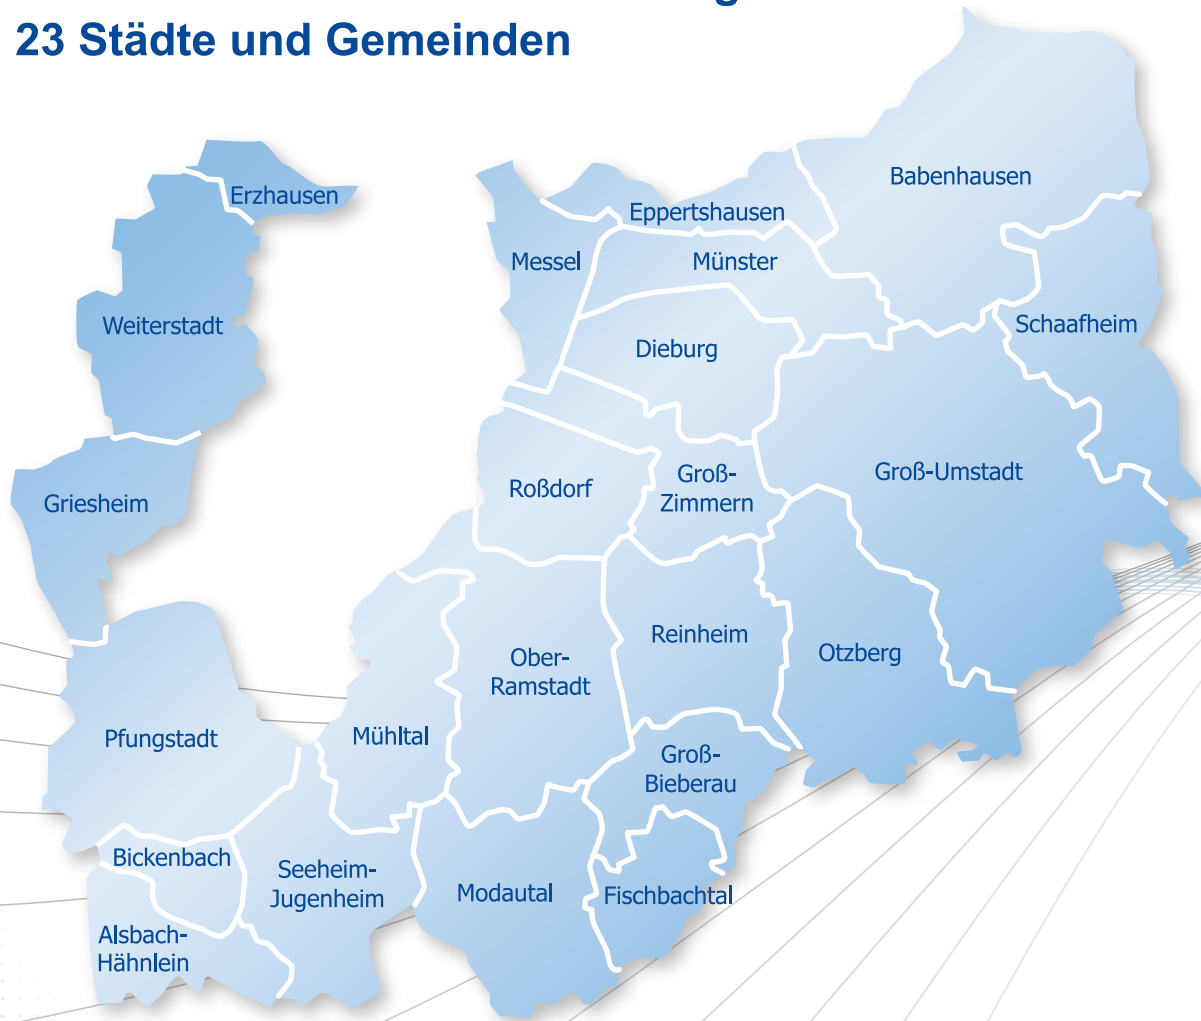 23 Städte und Gemeinden
Erzhausen
Babenhausen
Eppertshausen
Messel
Münster
Weiterstadt
Schaafheim
Dieburg
Griesheim
Roßdorf
Groß-
Zimmern
Groß-Umstadt
Reinheim
Otzberg
Ober-
Ramstadt
Pfungstadt
Mühltal
Groß-
Bieberau
Bickenbach
Seeheim-
Jugenheim
Modautal
Fischbachtal
Alsbach-
Hähnlein